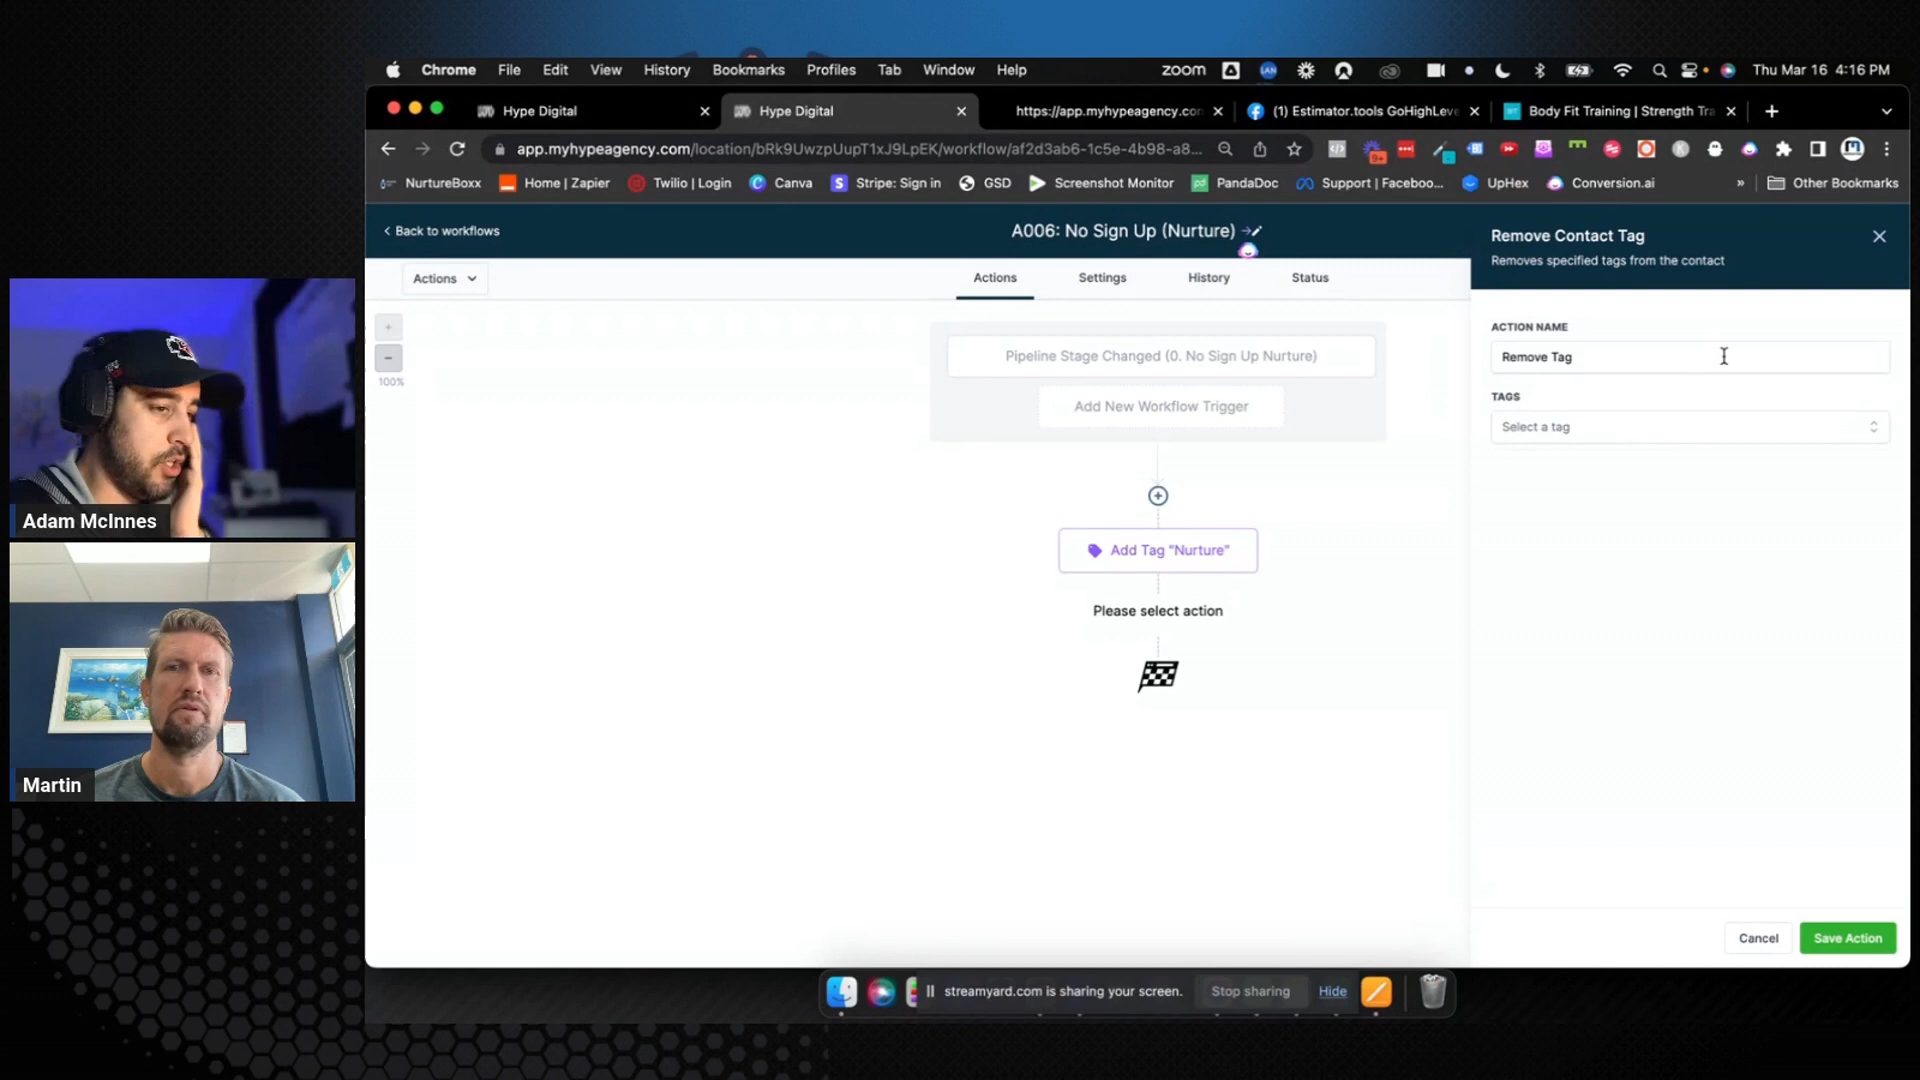 Chrome File Edit View History Bookmarks Profiles Tab Window Help
zoom LAN Thu Mar 16 4:16 PM
Hype Digital
Hype Digital
https://app.myhypeagency.con
(1) Estimator.tools GoHighLeve
Body Fit Training | Strength Tra
app.myhypeagency.com/location/bRk9UwzpUupT1xJ9LpEK/workflow/af2d3ab6-1c5e-4b98-a8...
9+
NurtureBoxx Home | Zapier Twilio | Login Canva Stripe: Sign in GSD Screenshot Monitor PandaDoc Support | Faceboo... UpHex Conversion.ai » Other Bookmarks
Back to workflows
A006: No Sign Up (Nurture)
Actions
Actions Settings History Status
100%
Pipeline Stage Changed (0. No Sign Up Nurture)
Add New Workflow Trigger
Add Tag "Nurture"
Please select action
Remove Contact Tag
Removes specified tags from the contact
ACTION NAME
Remove Tag
TAGS
Select a tag
Cancel
Save Action
Adam McInnes
Martin
streamyard.com is sharing your screen.
Stop sharing
Hide